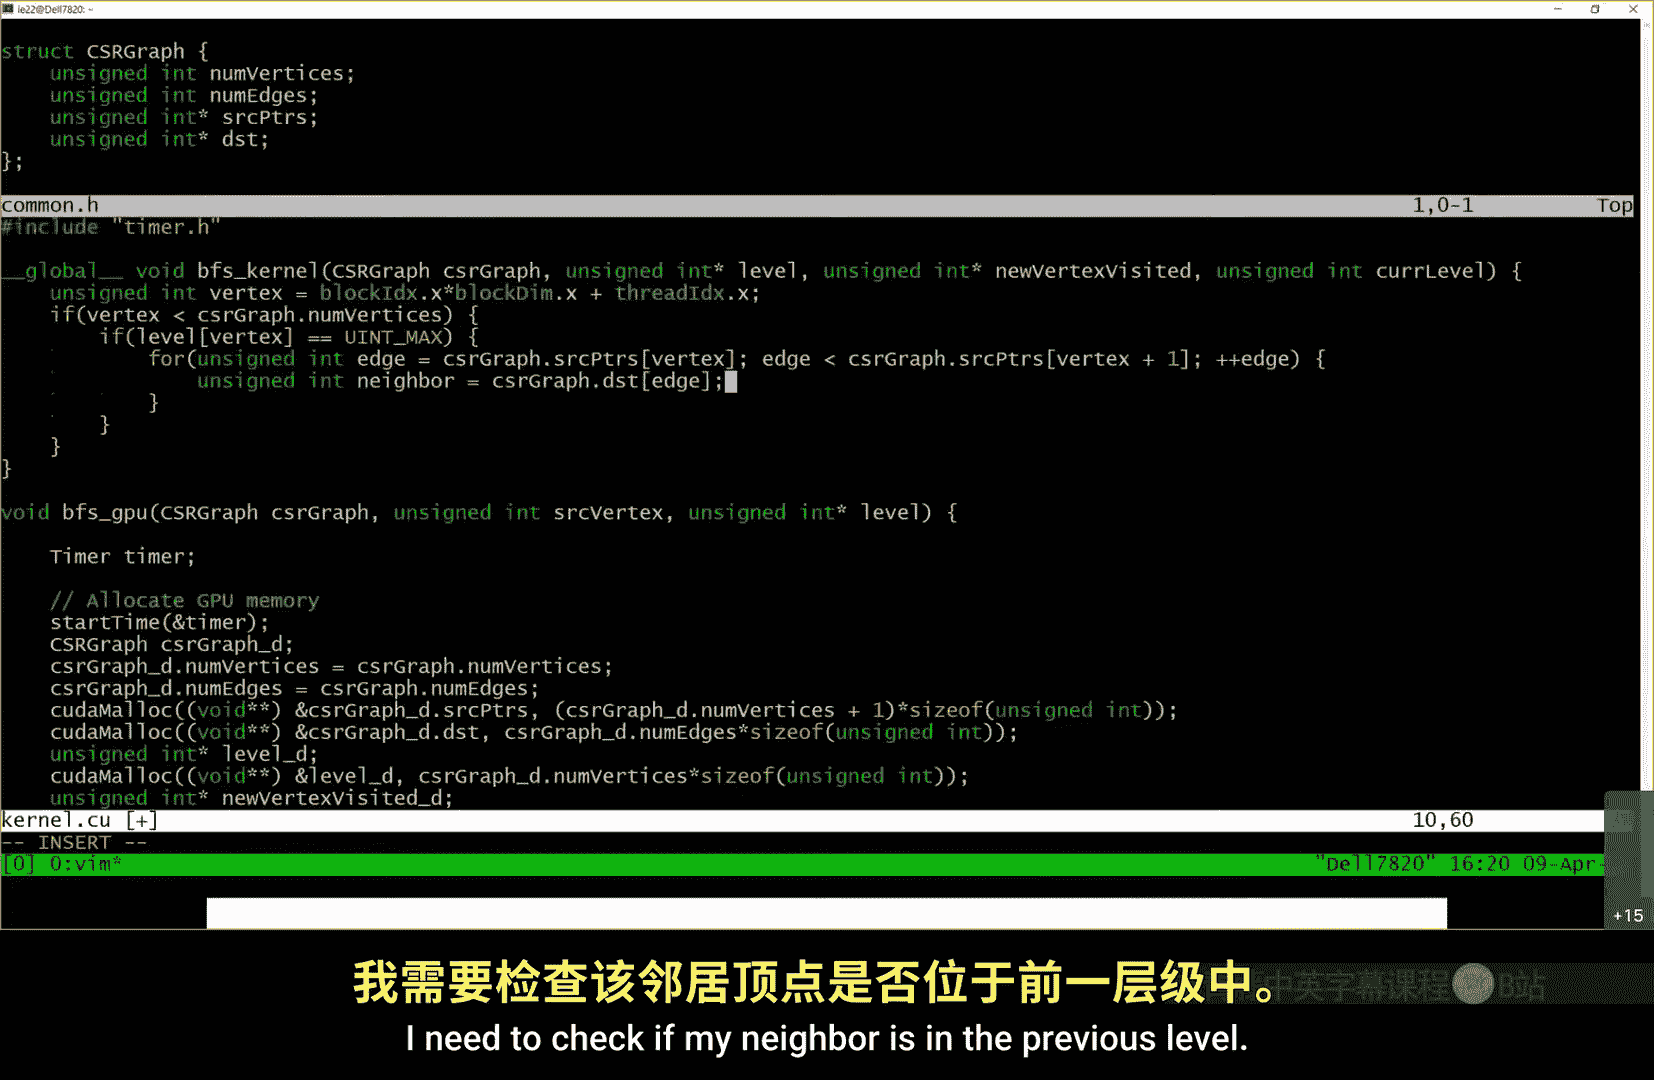 ie22@Dell7820: ~
struct CSRGraph {
    unsigned int numVertices;
    unsigned int numEdges;
    unsigned int* srcPtrs;
    unsigned int* dst;
};
common.h 1,0-1 Top
#include "timer.h"
__global__ void bfs_kernel(CSRGraph csrGraph, unsigned int* level, unsigned int* newVertexVisited, unsigned int currLevel) {
    unsigned int vertex = blockIdx.x*blockDim.x + threadIdx.x;
    if(vertex < csrGraph.numVertices) {
        if(level[vertex] == UINT_MAX) {
            for(unsigned int edge = csrGraph.srcPtrs[vertex]; edge < csrGraph.srcPtrs[vertex + 1]; ++edge) {
                unsigned int neighbor = csrGraph.dst[edge];
            }
        }
    }
}
void bfs_gpu(CSRGraph csrGraph, unsigned int srcVertex, unsigned int* level) {
    Timer timer;
    // Allocate GPU memory
    startTime(&timer);
    CSRGraph csrGraph_d;
    csrGraph_d.numVertices = csrGraph.numVertices;
    csrGraph_d.numEdges = csrGraph.numEdges;
    cudaMalloc((void**) &csrGraph_d.srcPtrs, (csrGraph_d.numVertices + 1)*sizeof(unsigned int));
    cudaMalloc((void**) &csrGraph_d.dst, csrGraph_d.numEdges*sizeof(unsigned int));
    unsigned int* level_d;
    cudaMalloc((void**) &level_d, csrGraph_d.numVertices*sizeof(unsigned int));
    unsigned int* newVertexVisited_d;
kernel.cu [+] 10,60
-- INSERT --
[0] 0:vim* "Dell7820" 16:20 09-Apr-
+15
我需要检查该邻居顶点是否位于前一层级中。
中英字幕课程 B站
I need to check if my neighbor is in the previous level.